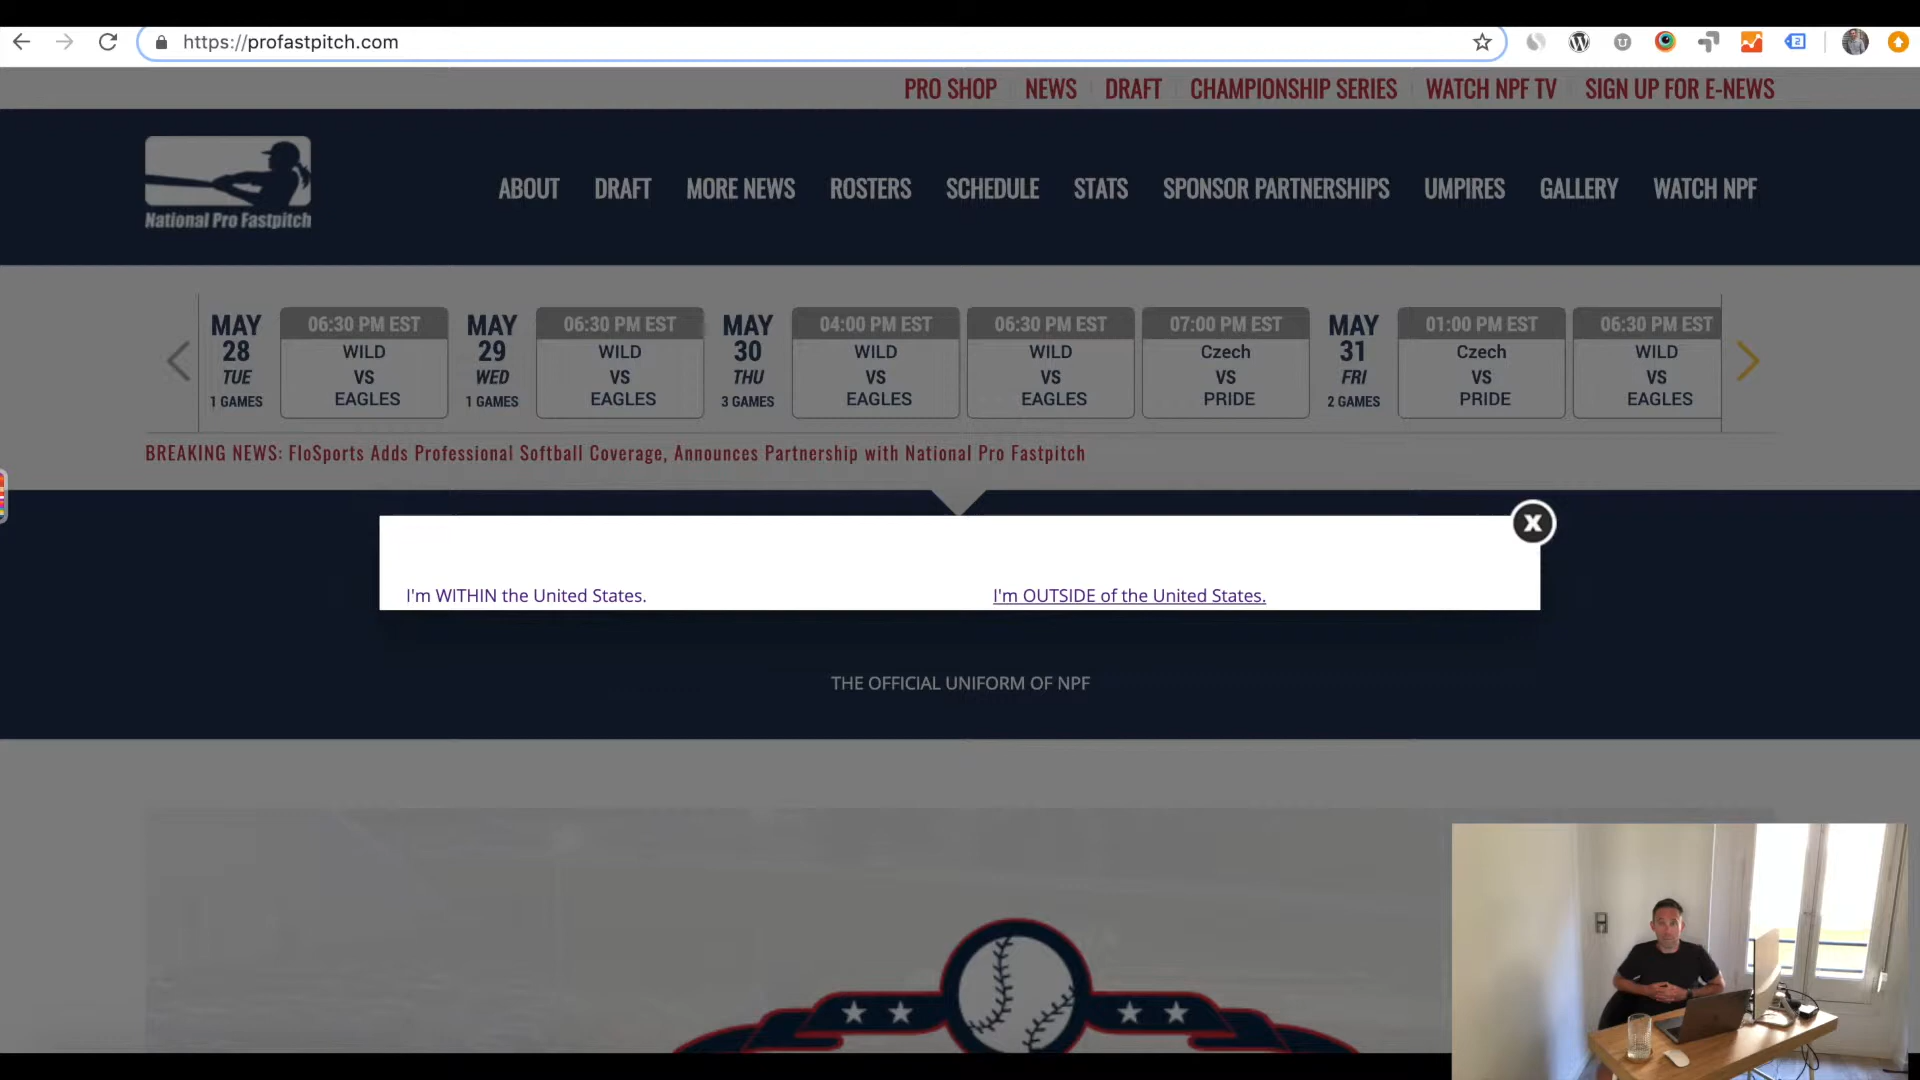 https://profastpitch.com
PRO SHOP NEWS DRAFT CHAMPIONSHIP SERIES WATCH NPF TV SIGN UP FOR E-NEWS
National Pro Fastpitch
ABOUT DRAFT MORE NEWS ROSTERS SCHEDULE STATS SPONSOR PARTNERSHIPS UMPIRES GALLERY WATCH NPF
MAY
28
TUE
1 GAMES
06:30 PM EST
WILD
VS
EAGLES
MAY
29
WED
1 GAMES
06:30 PM EST
WILD
VS
EAGLES
MAY
30
THU
3 GAMES
04:00 PM EST
WILD
VS
EAGLES
06:30 PM EST
WILD
VS
EAGLES
07:00 PM EST
Czech
VS
PRIDE
MAY
31
FRI
2 GAMES
01:00 PM EST
Czech
VS
PRIDE
06:30 PM EST
WILD
VS
EAGLES
BREAKING NEWS: FloSports Adds Professional Softball Coverage, Announces Partnership with National Pro Fastpitch
X
I'm WITHIN the United States.
I'm OUTSIDE of the United States.
THE OFFICIAL UNIFORM OF NPF